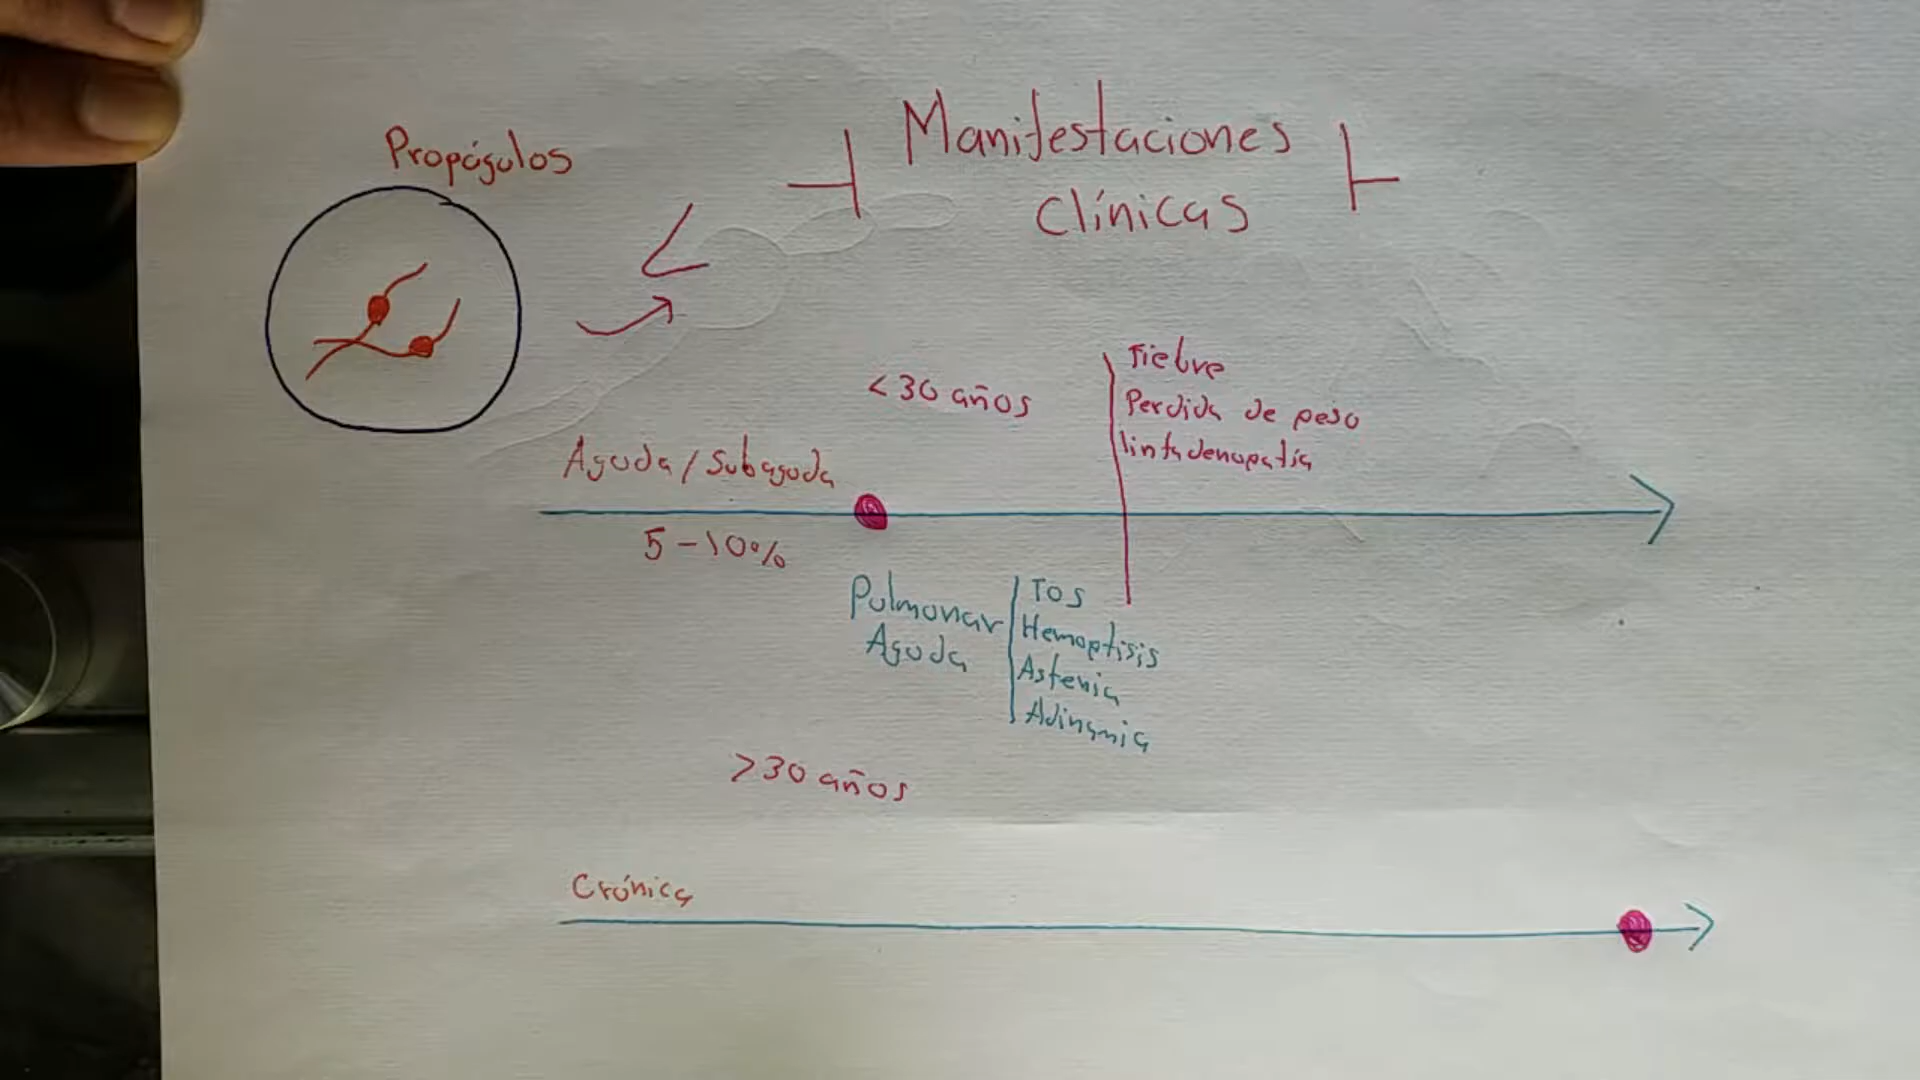 Propágulos
Manifestaciones
Clínicas
<30 años
Fiebre
Perdida de peso
linfadenopatía
Aguda/Subaguda
5-10%
Pulmonar
Aguda
Tos
Hemoptisis
Astenia
Adinamia
>30 años
Crónica